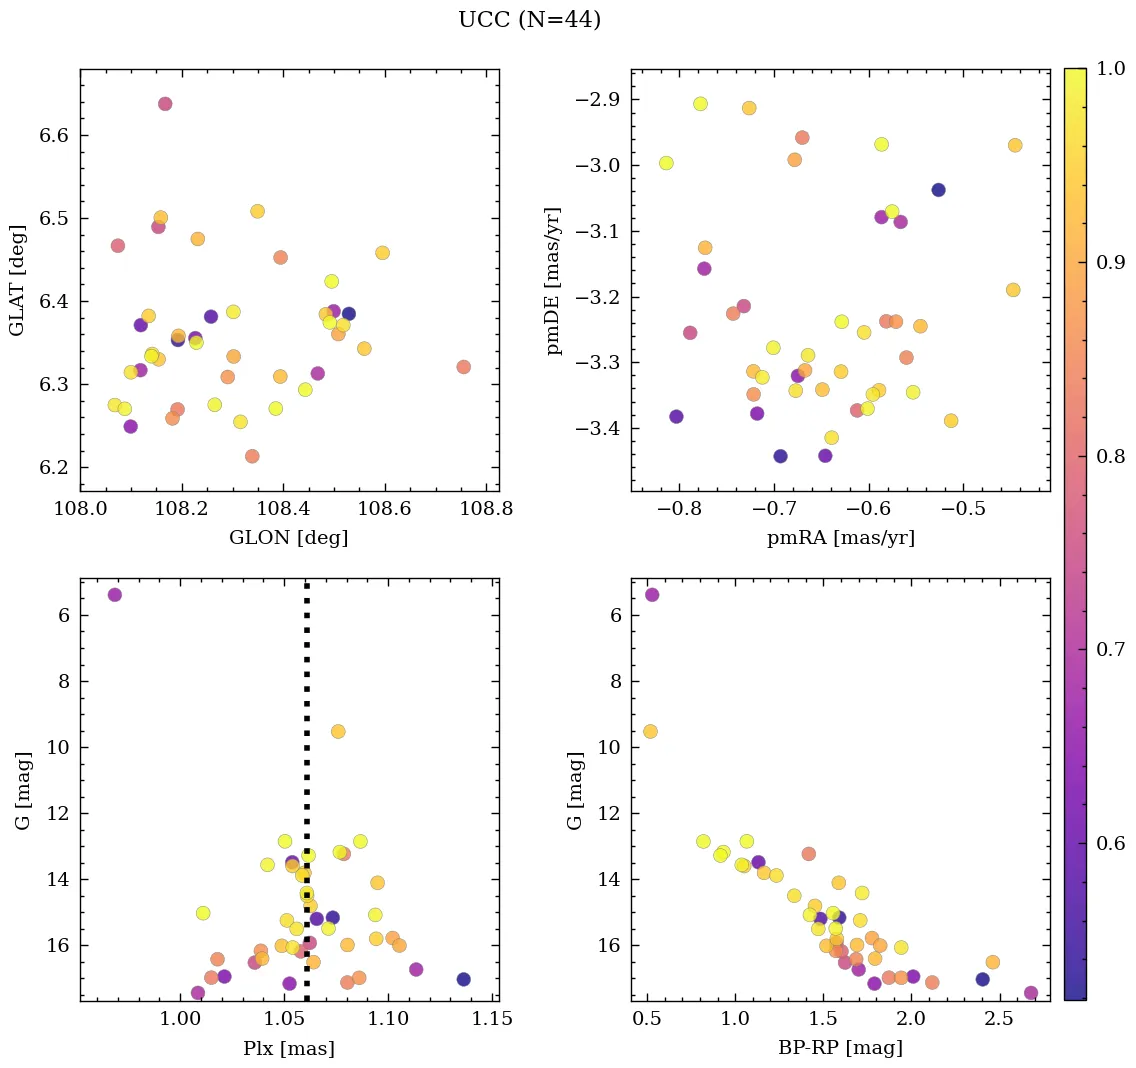 UCC (N=44)
GLAT [deg]
6.6
6.5
6.4
6.3
6.2
108.0 108.2 108.4 108.6 108.8
GLON [deg]
pmDE [mas/yr]
−2.9
−3.0
−3.1
−3.2
−3.3
−3.4
−0.8 −0.7 −0.6 −0.5
pmRA [mas/yr]
1.0
0.9
0.8
0.7
0.6
G [mag]
6
8
10
12
14
16
1.00 1.05 1.10 1.15
Plx [mas]
G [mag]
6
8
10
12
14
16
0.5 1.0 1.5 2.0 2.5
BP-RP [mag]